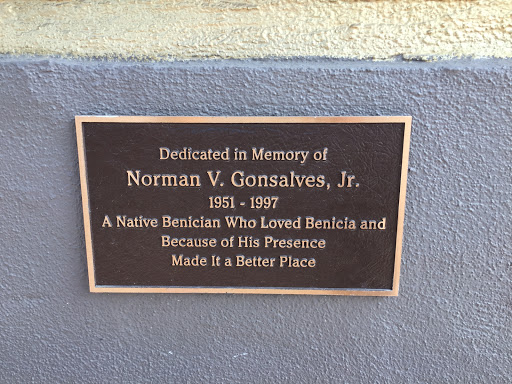 Dedicated in Memory of
Norman V. Gonsalves, Jr.
1951 - 1997
A Native Benician Who Loved Benicia and
Because of His Presence
Made It a Better Place